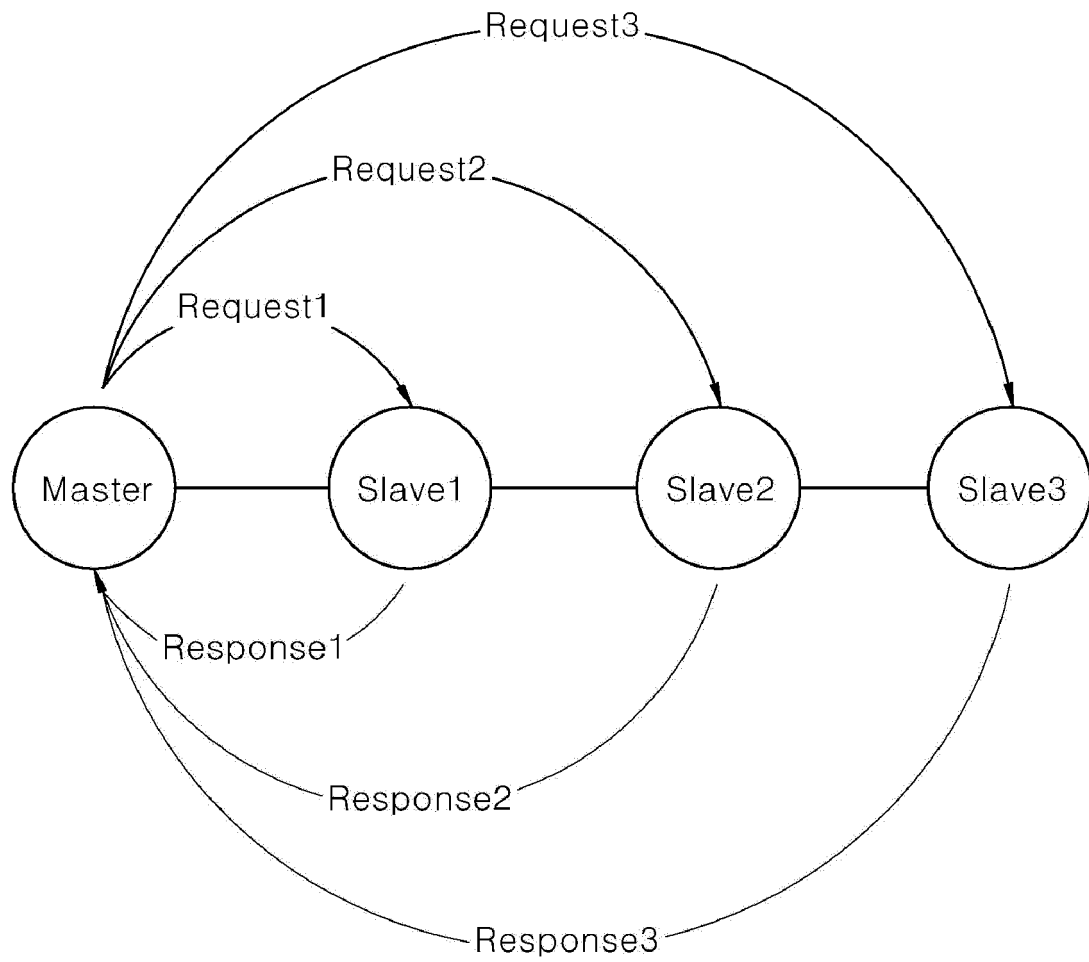 Request3
Request2
Request1
Master Slave1 Slave2 Slave3
Response1
Response2
Response3